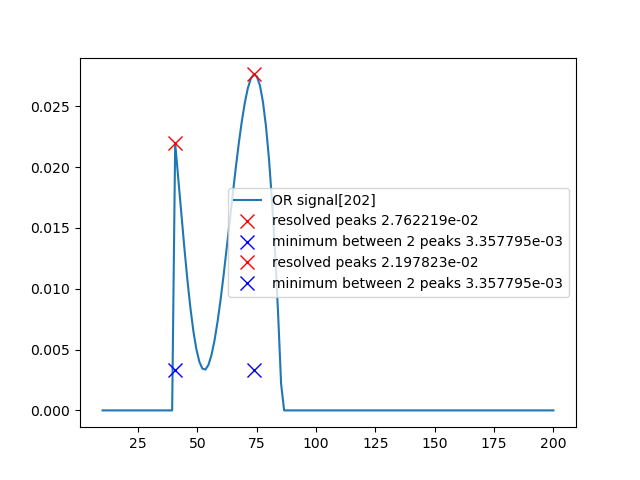 0.025
0.020
0.015
0.010
0.005
0.000
OR signal[202]
resolved peaks 2.762219e-02
minimum between 2 peaks 3.357795e-03
resolved peaks 2.197823e-02
minimum between 2 peaks 3.357795e-03
25 50 75 100 125 150 175 200